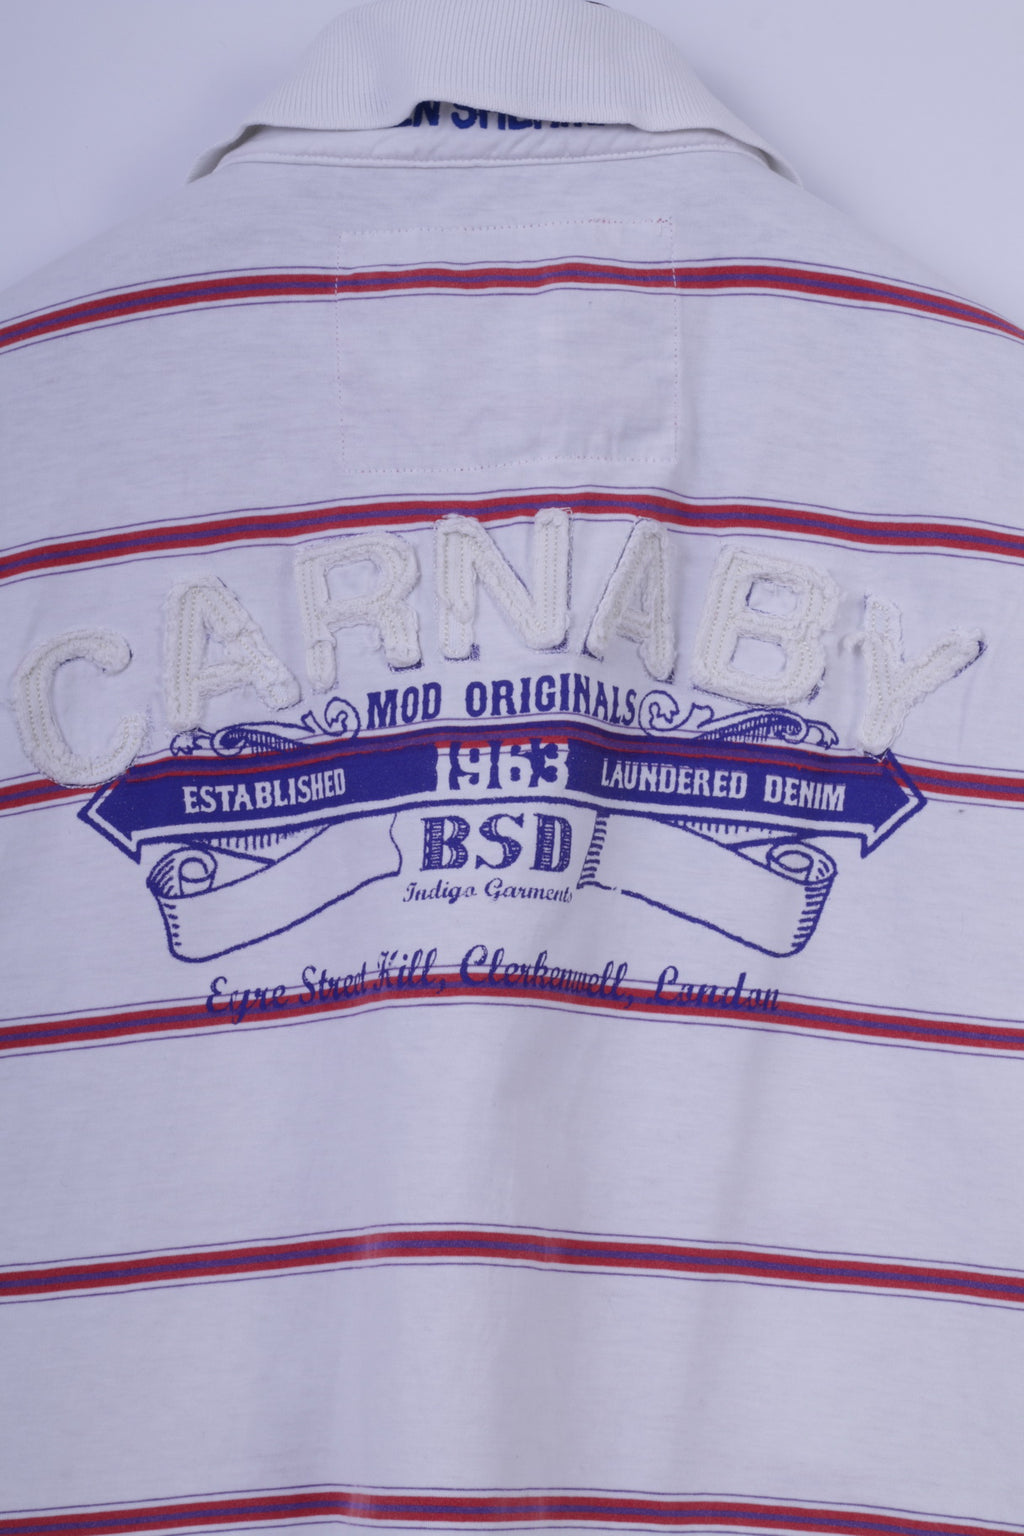 CARNABY
MOD ORIGINALS
ESTABLISHED 1963 LAUNDERED DENIM
BSD
Indigo Garments
Eyre Street Hill, Clerkenwell, London